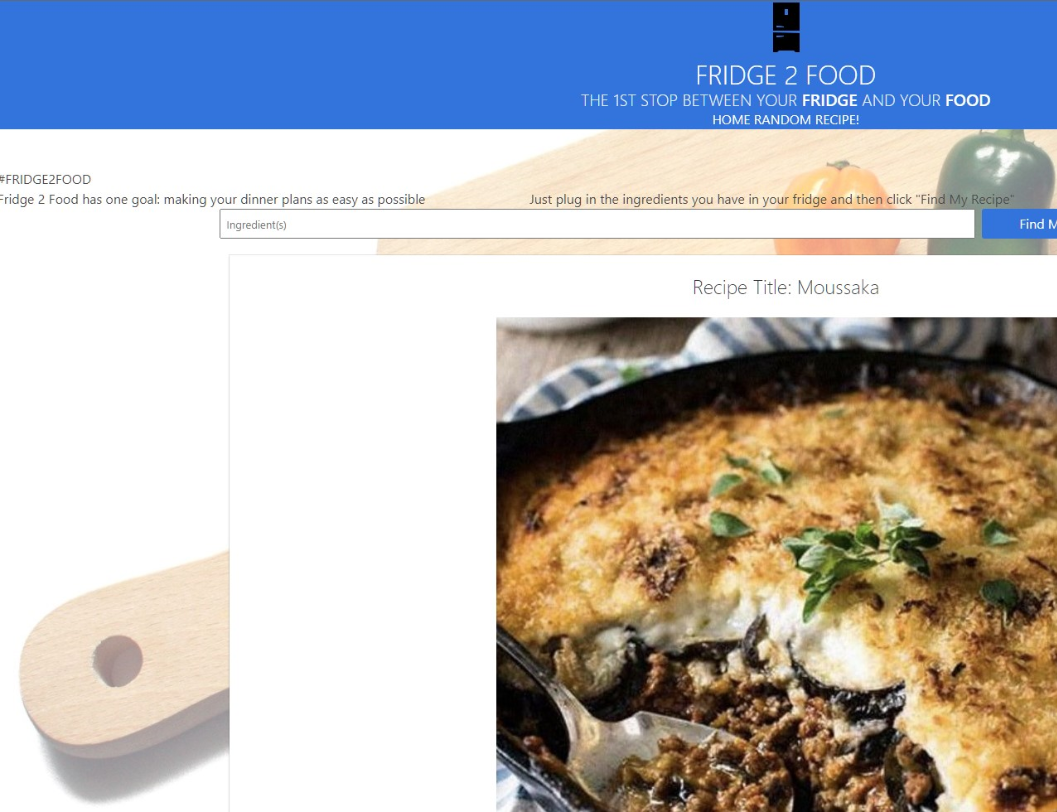 FRIDGE 2 FOOD
THE 1ST STOP BETWEEN YOUR FRIDGE AND YOUR FOOD
HOME RANDOM RECIPE!
#FRIDGE2FOOD
Fridge 2 Food has one goal: making your dinner plans as easy as possible
Just plug in the ingredients you have in your fridge and then click "Find My Recipe"
Ingredient(s)
Find M
Recipe Title: Moussaka